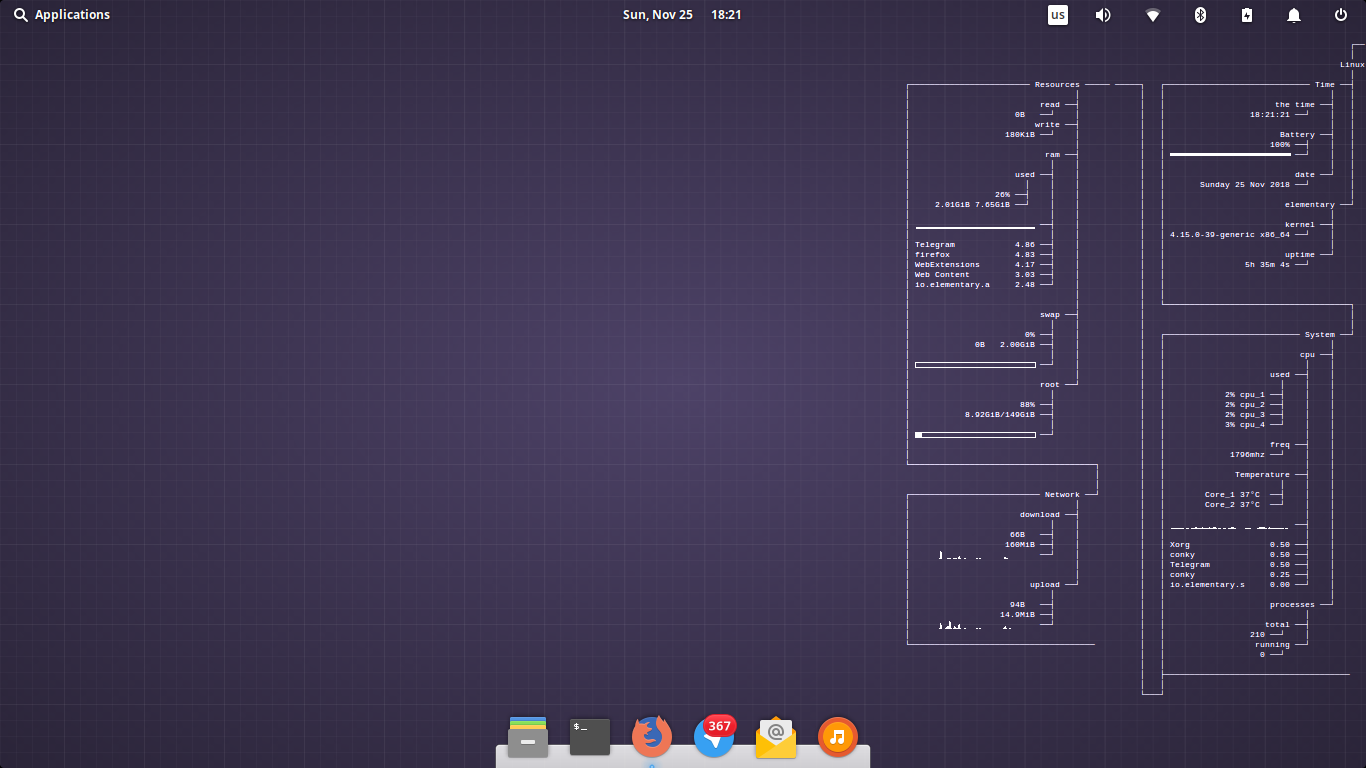 Applications
Sun, Nov 25 18:21
us
Linux
Resources
read
0B
write
180KiB
ram
used
26%
2.01GiB 7.65GiB
Telegram 4.86
firefox 4.83
WebExtensions 4.17
Web Content 3.03
io.elementary.a 2.48
swap
0%
0B 2.00GiB
root
88%
8.92GiB/149GiB
Network
download
66B
160MiB
upload
94B
14.9MiB
Time
the time
18:21:21
Battery
100%
date
Sunday 25 Nov 2018
elementary
kernel
4.15.0-39-generic x86_64
uptime
5h 35m 4s
System
cpu
used
2% cpu_1
2% cpu_2
2% cpu_3
3% cpu_4
freq
1796mhz
Temperature
Core_1 37°C
Core_2 37°C
Xorg 0.50
conky 0.50
Telegram 0.50
conky 0.25
io.elementary.s 0.00
processes
total
210
running
0
$_
367
@